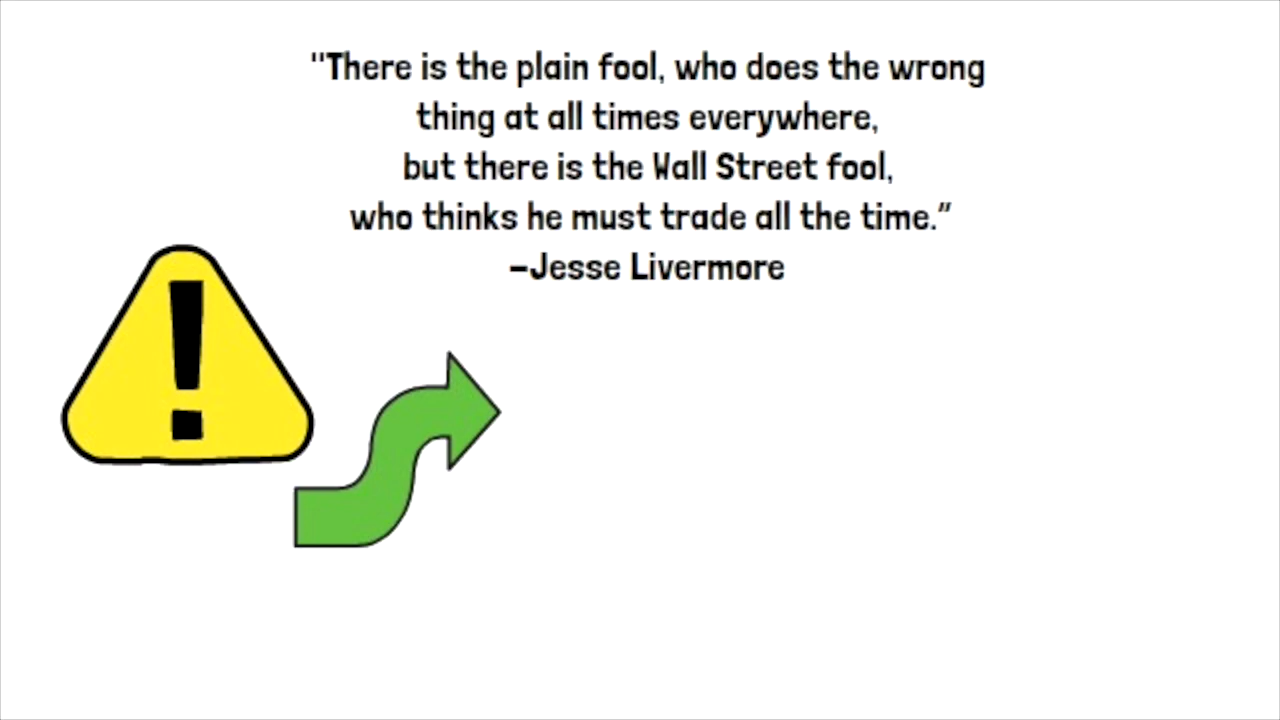 "There is the plain fool, who does the wrong
thing at all times everywhere,
but there is the Wall Street fool,
who thinks he must trade all the time.”
–Jesse Livermore
!